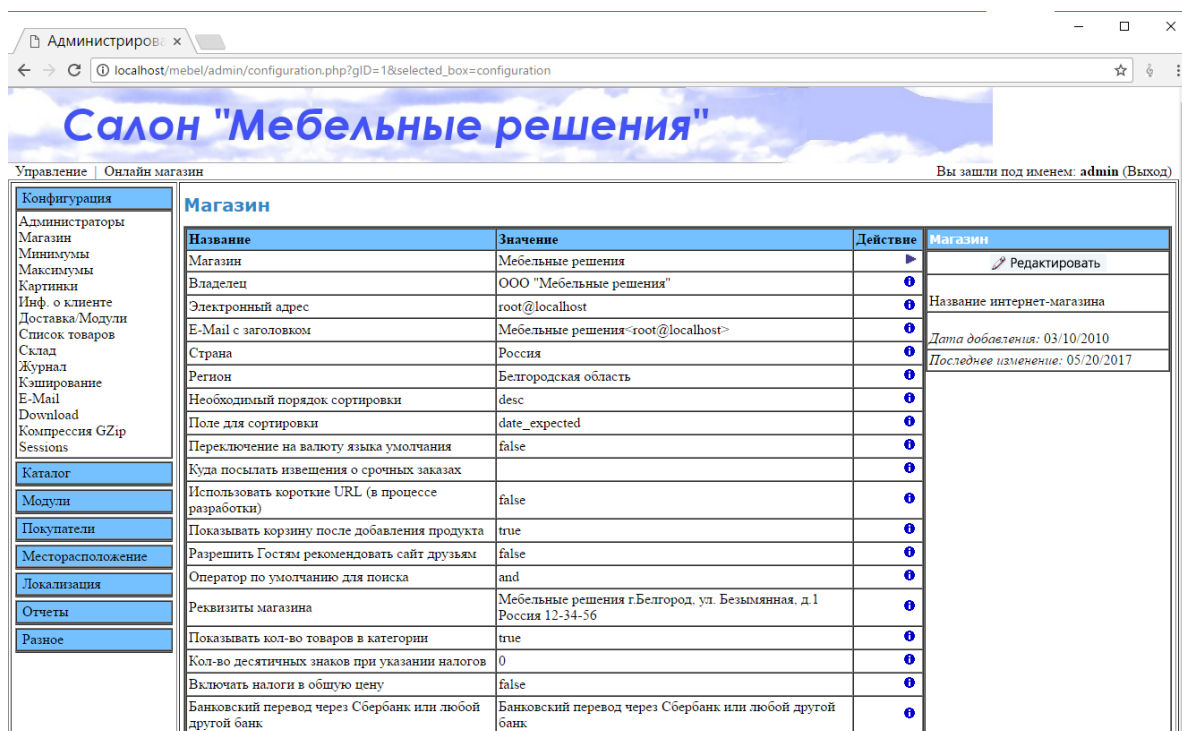 Администриров
localhost/mebel/admin/configuration.php?gID=1&selected_box=configuration
Салон "Мебельные решения"
Управление | Онлайн магазин
Вы зашли под именем: admin (Выход)
Конфигурация
Администраторы
Магазин
Минимумы
Максимумы
Картинки
Инф. о клиенте
Доставка/Модули
Список товаров
Склад
Журнал
Кэширование
E-Mail
Download
Компрессия GZip
Sessions
Каталог
Модули
Покупатели
Месторасположение
Локализация
Отчеты
Разное
Магазин
Название Значение Действие
Магазин Мебельные решения
Владелец ООО "Мебельные решения"
Электронный адрес root@localhost
E-Mail с заголовком Мебельные решения<root@localhost>
Страна Россия
Регион Белгородская область
Необходимый порядок сортировки desc
Поле для сортировки date_expected
Переключение на валюту языка умолчания false
Куда посылать извещения о срочных заказах
Использовать короткие URL (в процессе
разработки) false
Показывать корзину после добавления продукта true
Разрешить Гостям рекомендовать сайт друзьям false
Оператор по умолчанию для поиска and
Реквизиты магазина Мебельные решения г.Белгород, ул. Безымянная, д.1
Россия 12-34-56
Показывать кол-во товаров в категории true
Кол-во десятичных знаков при указании налогов 0
Включать налоги в общую цену false
Банковский перевод через Сбербанк или любой Банковский перевод через Сбербанк или любой другой
другой банк банк
Магазин
Редактировать
Название интернет-магазина
Дата добавления: 03/10/2010
Последнее изменение: 05/20/2017